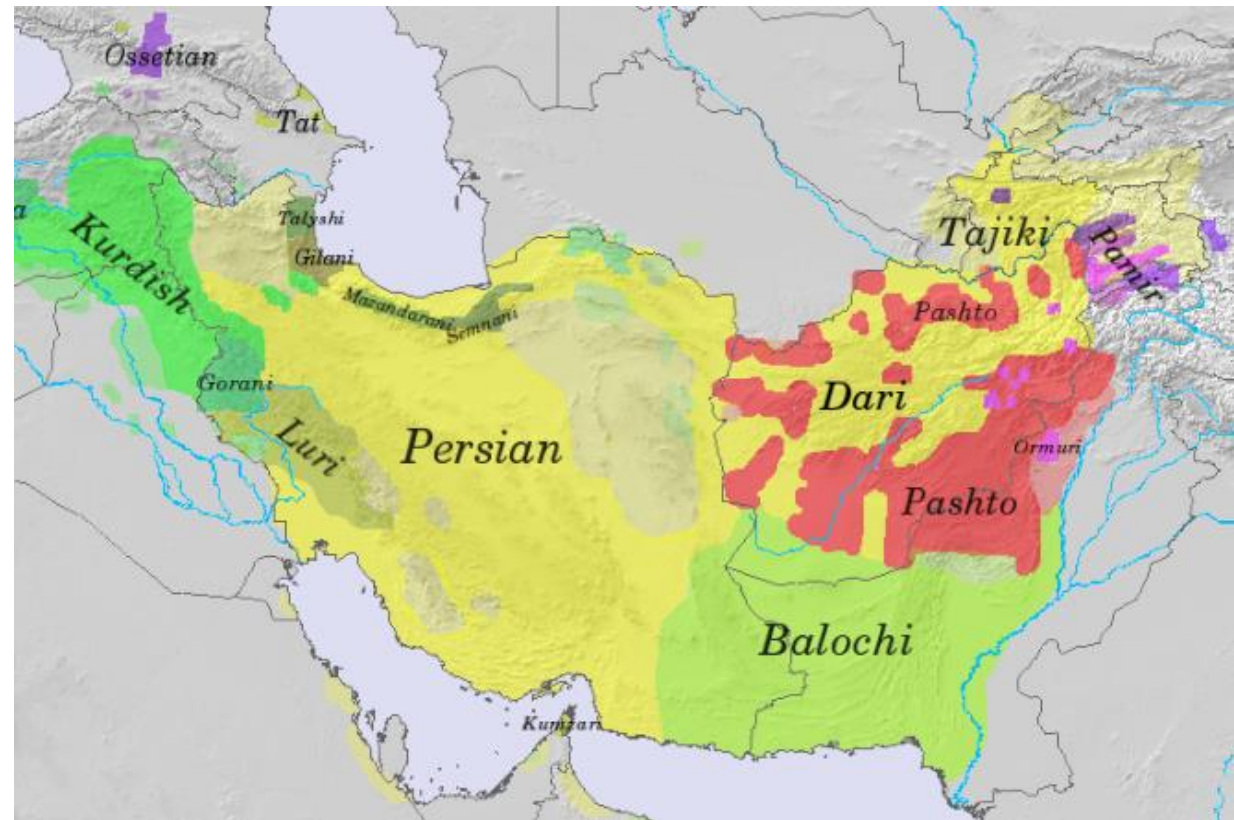 Ossetian
Tat
a
Kurdish
Talyshi
Gilani
Mazandarani
Semnani
Gorani
Luri
Persian
Kumzari
Tajiki
Pamir
Pashto
Dari
Ormuri
Pashto
Balochi